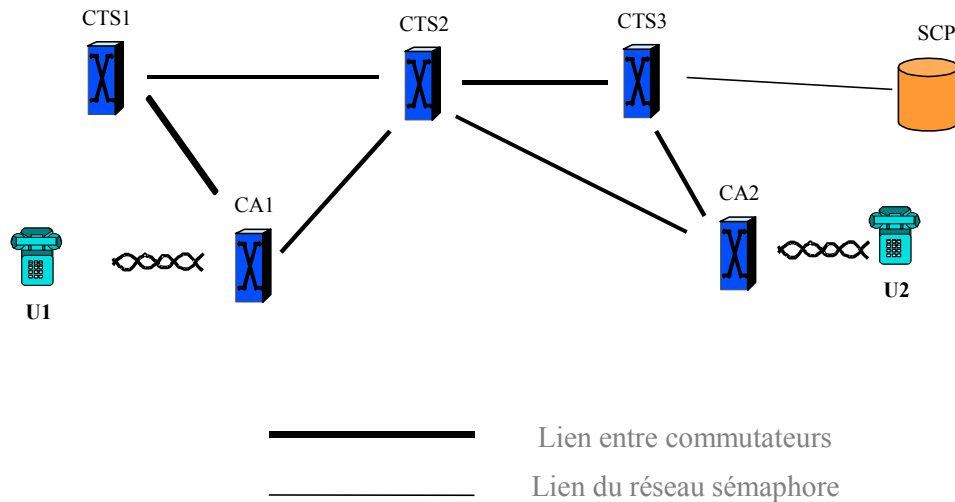 CTS1
CTS2
CTS3
SCP
CA1
CA2
U1
U2
Lien entre commutateurs
Lien du réseau sémaphore